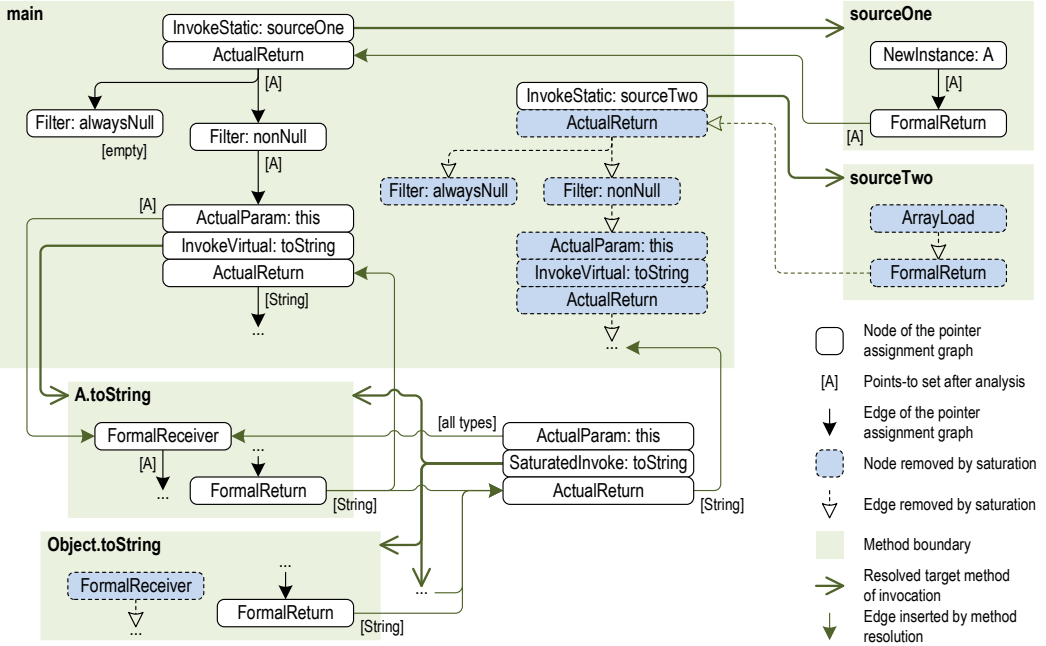 main
InvokeStatic: sourceOne
ActualReturn
[A]
Filter: alwaysNull
[empty]
Filter: nonNull
[A]
[A]
ActualParam: this
InvokeVirtual: toString
ActualReturn
[String]
...
InvokeStatic: sourceTwo
ActualReturn
Filter: alwaysNull
Filter: nonNull
ActualParam: this
InvokeVirtual: toString
ActualReturn
...
sourceOne
NewInstance: A
[A]
FormalReturn
[A]
sourceTwo
ArrayLoad
FormalReturn
A.toString
FormalReceiver
[A]
...
...
FormalReturn
[String]
[all types]
ActualParam: this
SaturatedInvoke: toString
ActualReturn
[String]
Object.toString
FormalReceiver
...
...
FormalReturn
[String]
...
Node of the pointer
assignment graph
[A]
Points-to set after analysis
Edge of the pointer
assignment graph
Node removed by saturation
Edge removed by saturation
Method boundary
Resolved target method
of invocation
Edge inserted by method
resolution